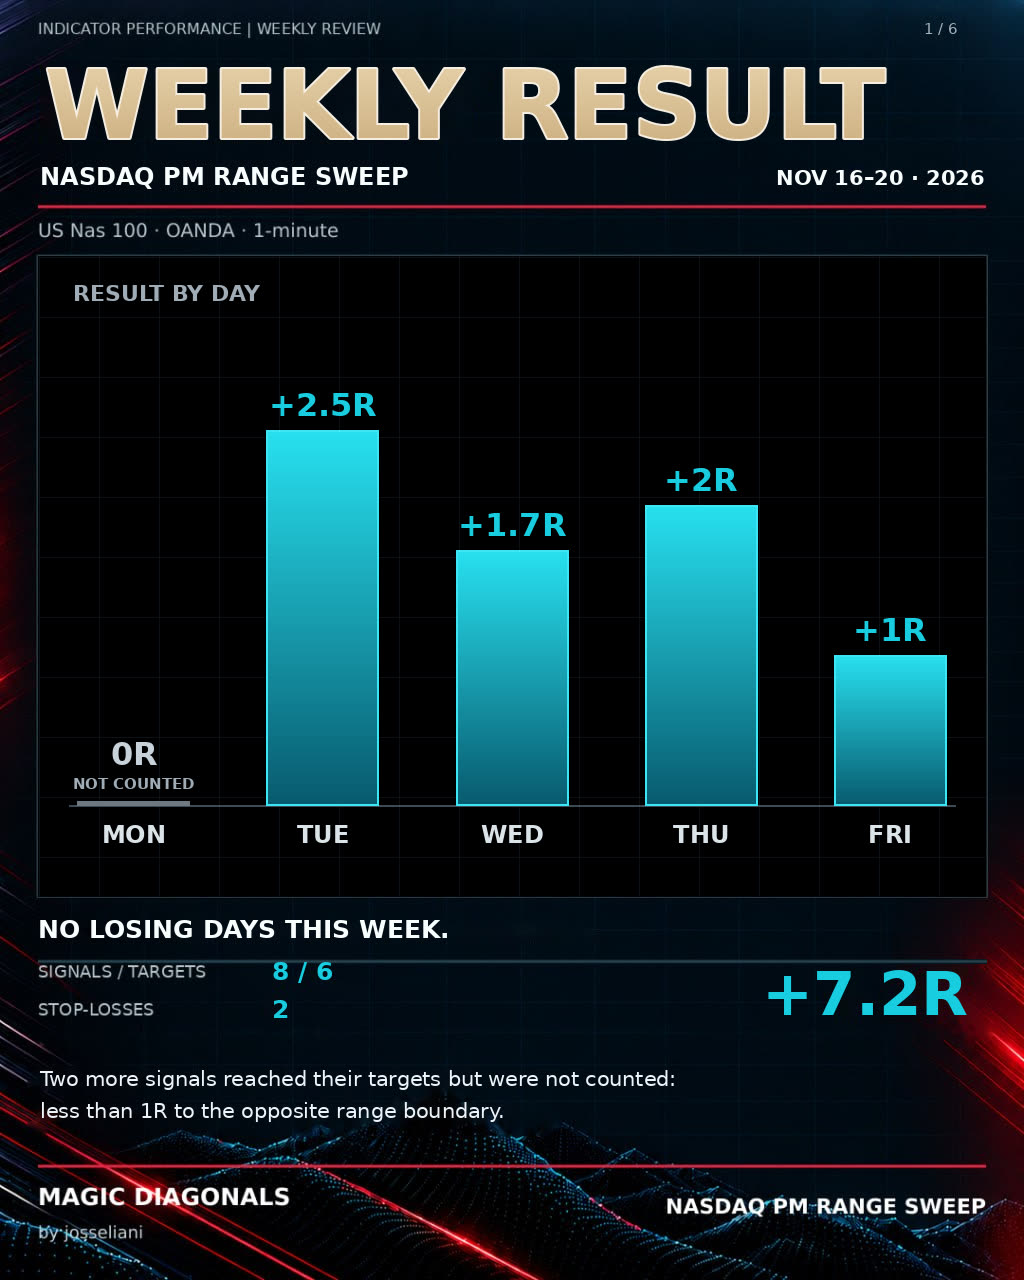 INDICATOR PERFORMANCE | WEEKLY REVIEW
1 / 6
WEEKLY RESULT
NASDAQ PM RANGE SWEEP
NOV 16–20 · 2026
US Nas 100 · OANDA · 1-minute
RESULT BY DAY
+2.5R
+2R
+1.7R
+1R
0R
NOT COUNTED
MON TUE WED THU FRI
NO LOSING DAYS THIS WEEK.
SIGNALS / TARGETS 8 / 6
STOP-LOSSES 2
+7.2R
Two more signals reached their targets but were not counted:
less than 1R to the opposite range boundary.
MAGIC DIAGONALS
by josseliani
NASDAQ PM RANGE SWEEP